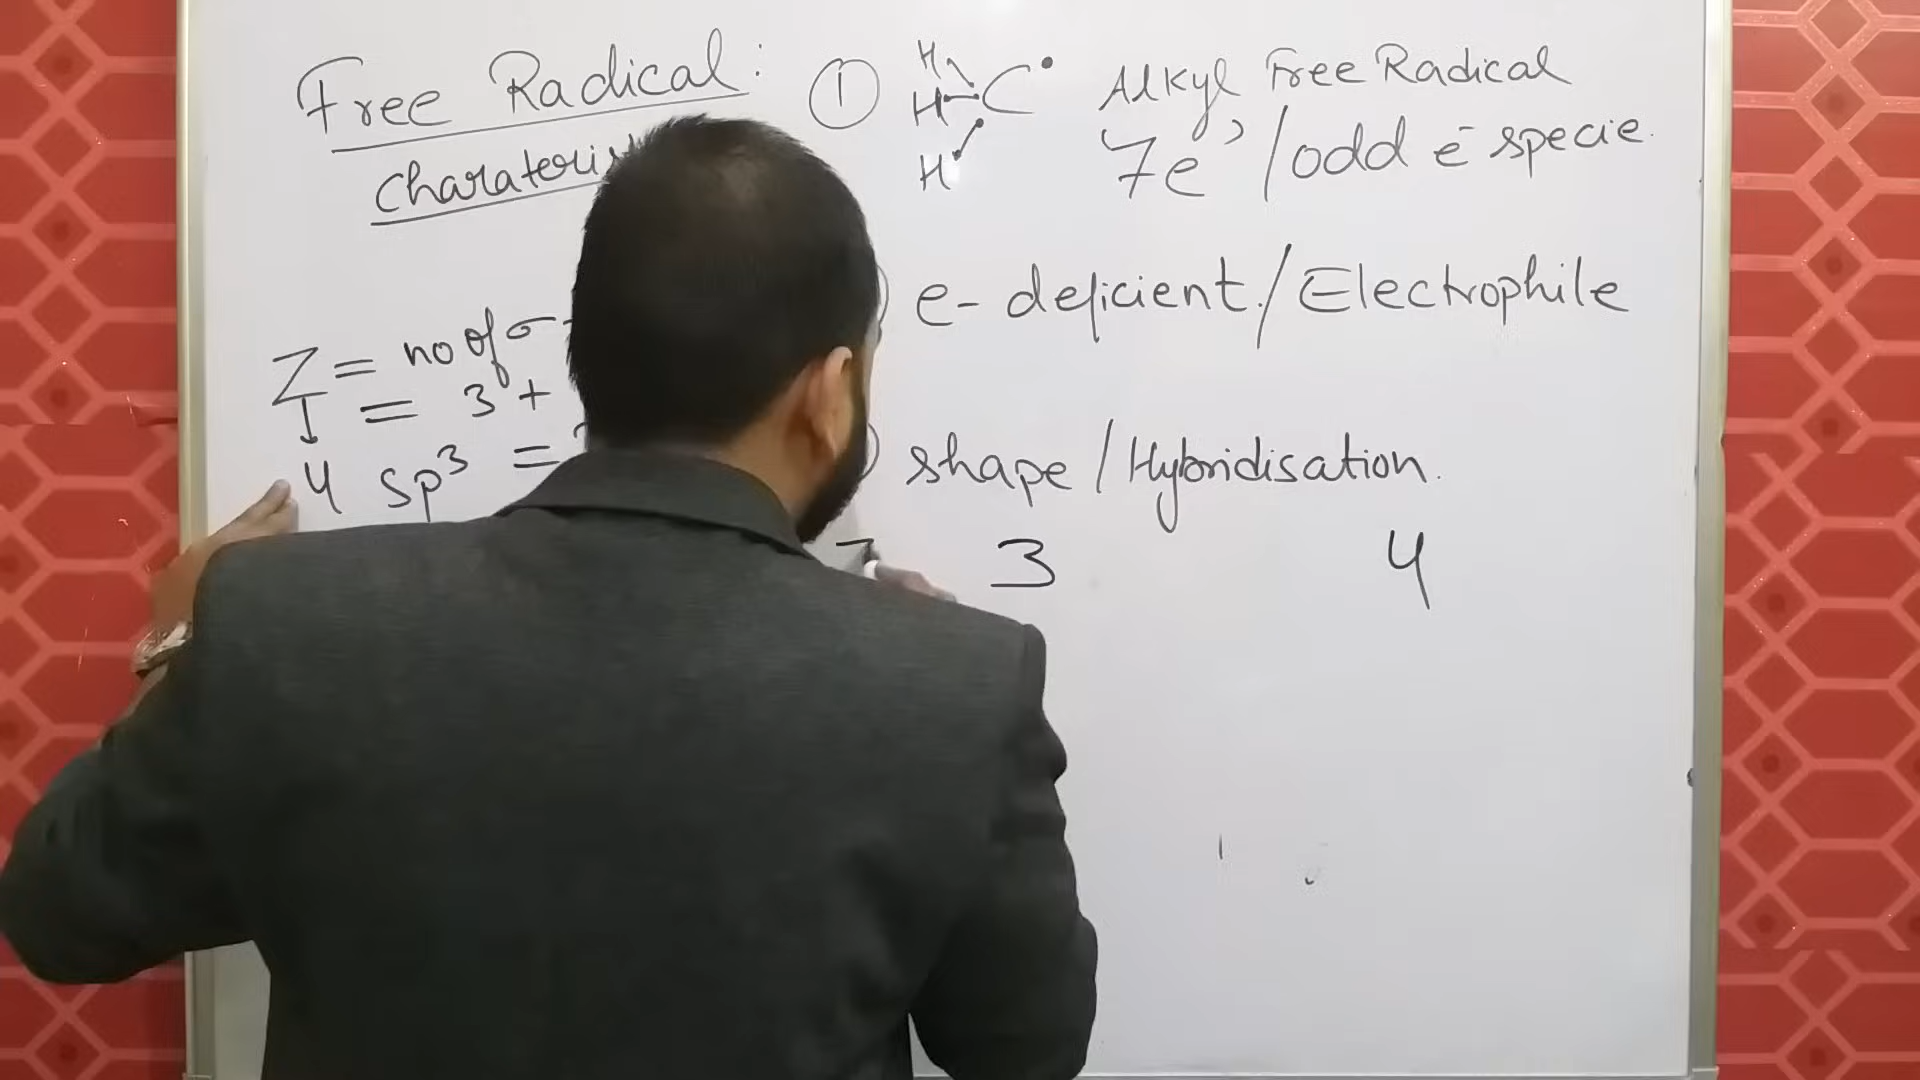 Free Radical:
①
H
H-C•
H
Alkyl Free Radical
7e⁻ / odd e⁻ specie.
e- deficient. / Electrophile
Z = no of σ-
I = 3 +
4 sp³ =
shape / Hybridisation.
3 4